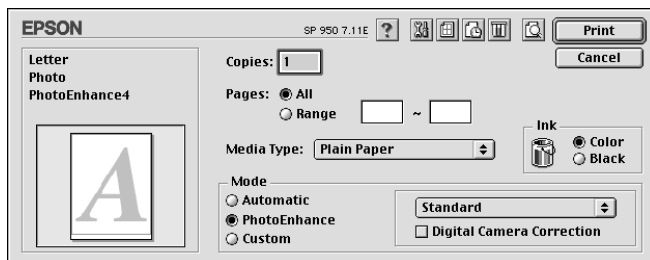 EPSON
SP 950 7.11E
?
Print
Cancel
Letter
Photo
PhotoEnhance4
A
Copies: 1
Pages: All
Range ~
Media Type: Plain Paper
Ink
Color
Black
Mode
Automatic
PhotoEnhance
Custom
Standard
Digital Camera Correction